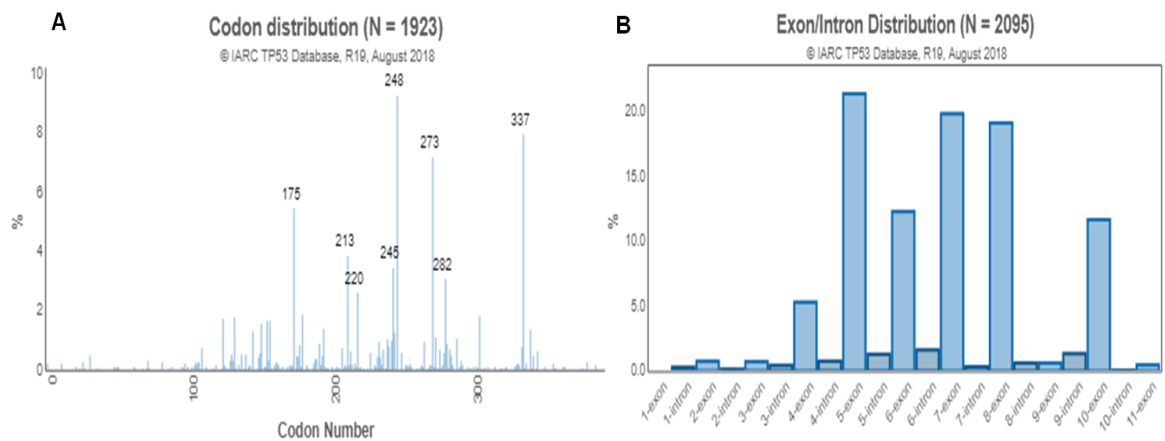 A
Codon distribution (N = 1923)
© IARC TP53 Database, R19, August 2018
10
8
6
4
2
0
%
175
213
220
245
248
273
282
337
0
100
200
300
Codon Number
B
Exon/Intron Distribution (N = 2095)
© IARC TP53 Database, R19, August 2018
20.0
15.0
10.0
5.0
0.0
%
1-exon
1-intron
2-exon
2-intron
3-exon
3-intron
4-exon
4-intron
5-exon
5-intron
6-exon
6-intron
7-exon
7-intron
8-exon
8-intron
9-exon
9-intron
10-exon
10-intron
11-exon